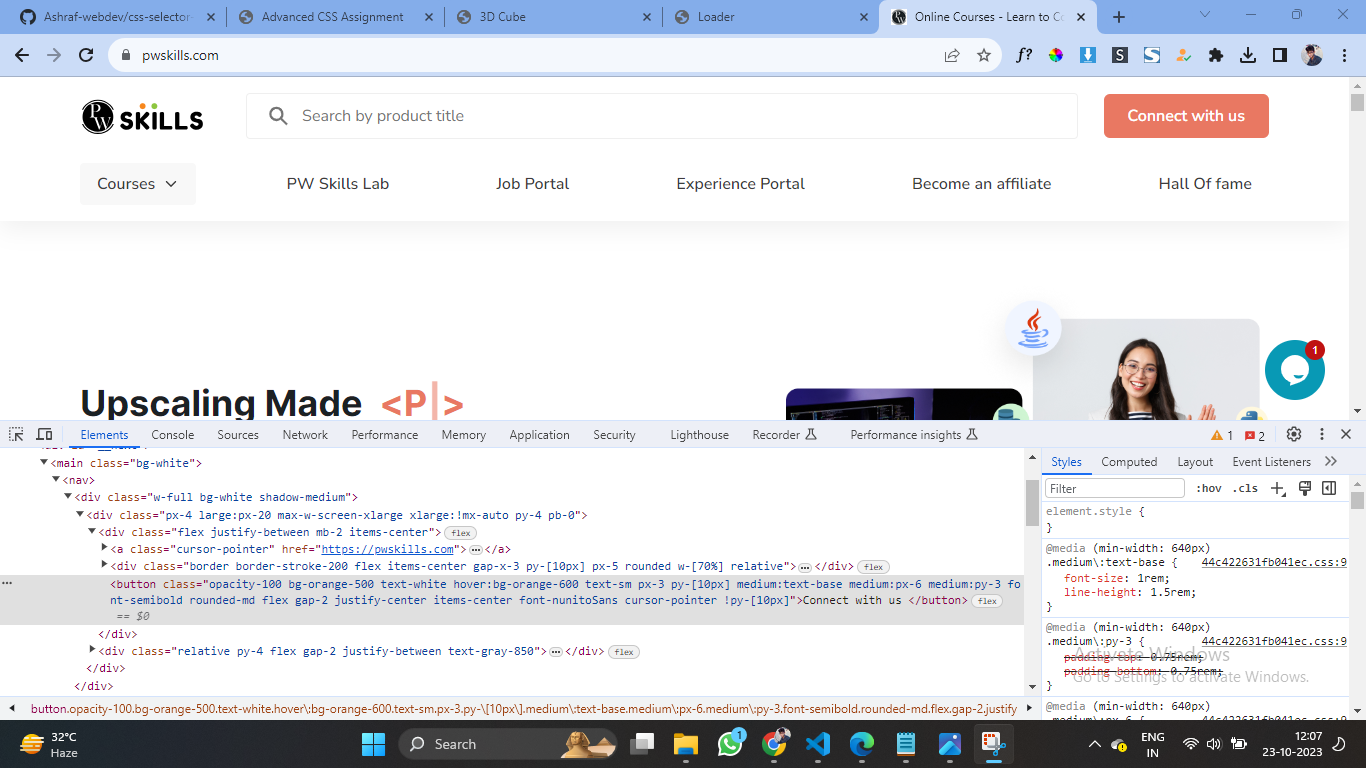 Ashraf-webdev/css-selector
Advanced CSS Assignment
3D Cube
Loader
Online Courses - Learn to Co
pwskills.com
f?
S
S
PW SKILLS
Search by product title
Connect with us
Courses
PW Skills Lab
Job Portal
Experience Portal
Become an affiliate
Hall Of fame
1
Upscaling Made <P|>
Elements Console Sources Network Performance Memory Application Security Lighthouse Recorder Performance insights 1 2
<main class="bg-white">
<nav>
<div class="w-full bg-white shadow-medium">
<div class="px-4 large:px-20 max-w-screen-xlarge xlarge:!mx-auto py-4 pb-0">
<div class="flex justify-between mb-2 items-center"> flex
<a class="cursor-pointer" href="https://pwskills.com">…</a>
<div class="border border-stroke-200 flex items-center gap-x-3 py-[10px] px-5 rounded w-[70%] relative">…</div> flex
<button class="opacity-100 bg-orange-500 text-white hover:bg-orange-600 text-sm px-3 py-[10px] medium:text-base medium:px-6 medium:py-3 fo
nt-semibold rounded-md flex gap-2 justify-center items-center font-nunitoSans cursor-pointer !py-[10px]">Connect with us </button> flex
== $0
</div>
<div class="relative py-4 flex gap-2 justify-between text-gray-850">…</div> flex
</div>
</div>
button.opacity-100.bg-orange-500.text-white.hover\:bg-orange-600.text-sm.px-3.py-\[10px\].medium\:text-base.medium\:px-6.medium\:py-3.font-semibold.rounded-md.flex.gap-2.justify
Styles Computed Layout Event Listeners
Filter :hov .cls
element.style {
}
@media (min-width: 640px)
.medium\:text-base { 44c422631fb041ec.css:9
font-size: 1rem;
line-height: 1.5rem;
}
@media (min-width: 640px)
.medium\:py-3 { 44c422631fb041ec.css:9
padding-top: 0.75rem;
padding-bottom: 0.75rem;
}
@media (min-width: 640px)
.medium\:px-6 { 44c422631fb041ec.css:9
Activate Windows
Go to Settings to activate Windows.
32°C
Haze
Search
1
ENG
IN
12:07
23-10-2023